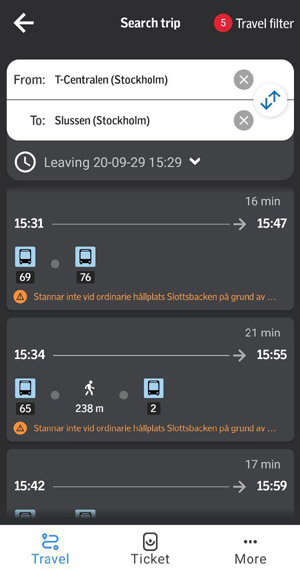 Search trip
5 Travel filter
From: T-Centralen (Stockholm)
To: Slussen (Stockholm)
Leaving 20-09-29 15:29
16 min
15:31 15:47
69 76
Stannar inte vid ordinarie hållplats Slottsbacken på grund av ...
21 min
15:34 15:55
65 238 m 2
Stannar inte vid ordinarie hållplats Slottsbacken på grund av ...
17 min
15:42 15:59
Travel Ticket More